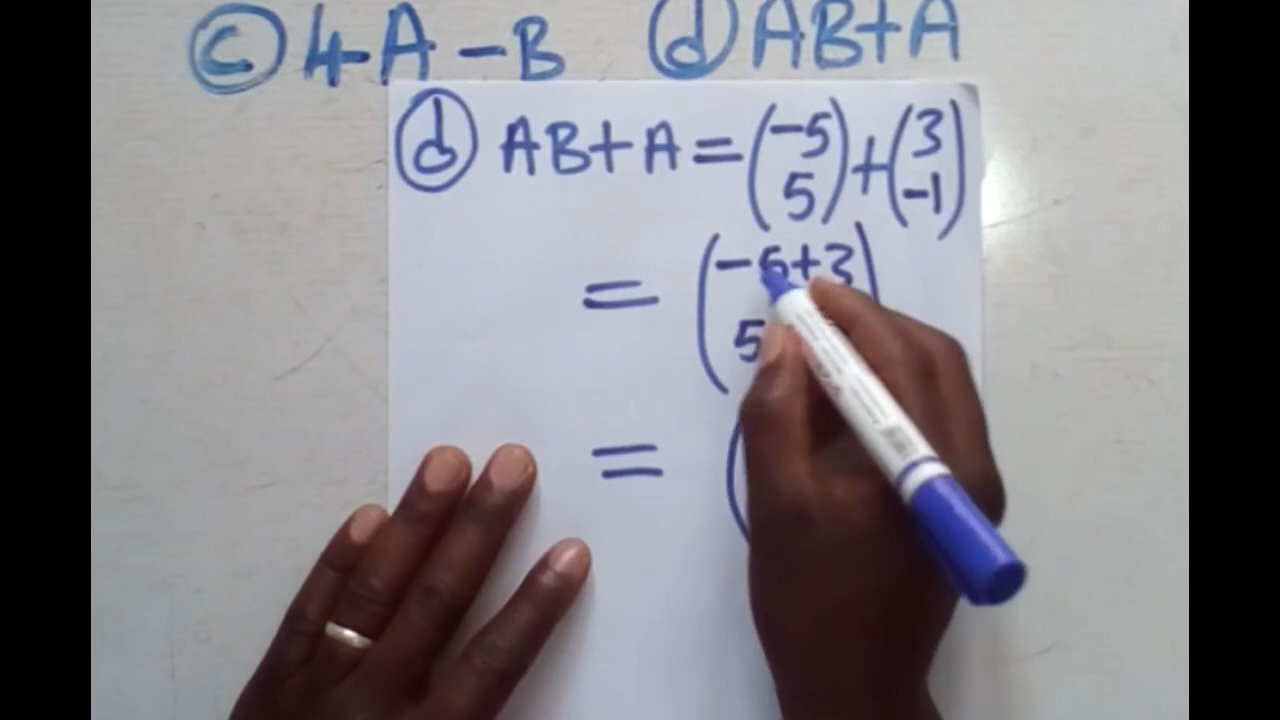 ⓒ 4A - B ⓓ AB+A
ⓓ AB+A = (-5) + (3)
(5) (-1)
= (-5+3)
5
= (